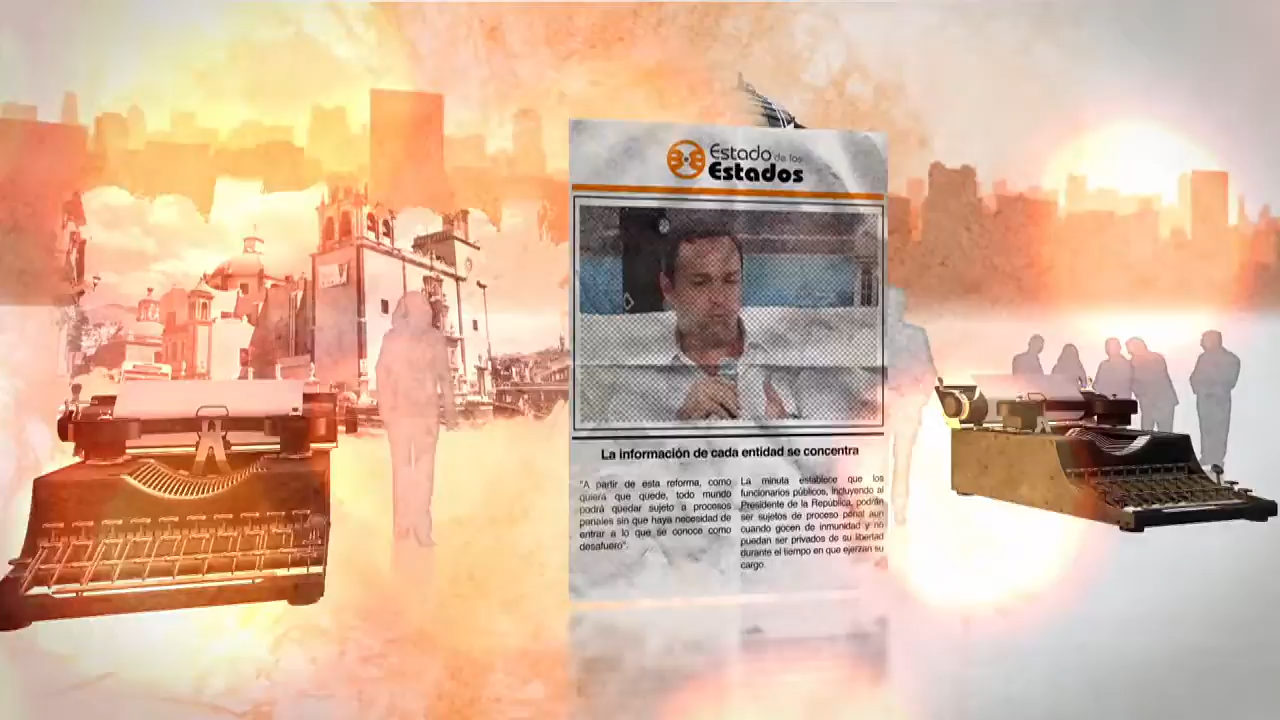 Estado de los
Estados
La información de cada entidad se concentra
"A partir de esta reforma, como
quiera que quede, todo mundo
podrá quedar sujeto a procesos
penales sin que haya necesidad de
entrar a lo que se conoce como
desafuero".
La minuta establece que los
funcionarios públicos, incluyendo al
Presidente de la República, podrán
ser sujetos de proceso penal aun
cuando gocen de inmunidad y no
puedan ser privados de su libertad
durante el tiempo en que ejerzan su
cargo.